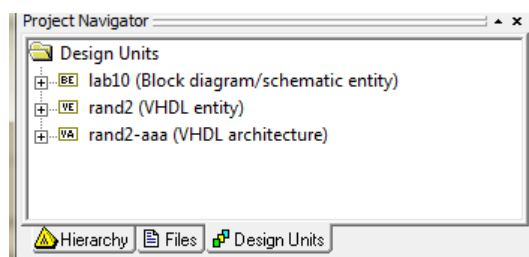 Project Navigator
Design Units
BE lab10 (Block diagram/schematic entity)
VE rand2 (VHDL entity)
VA rand2-aaa (VHDL architecture)
Hierarchy Files Design Units